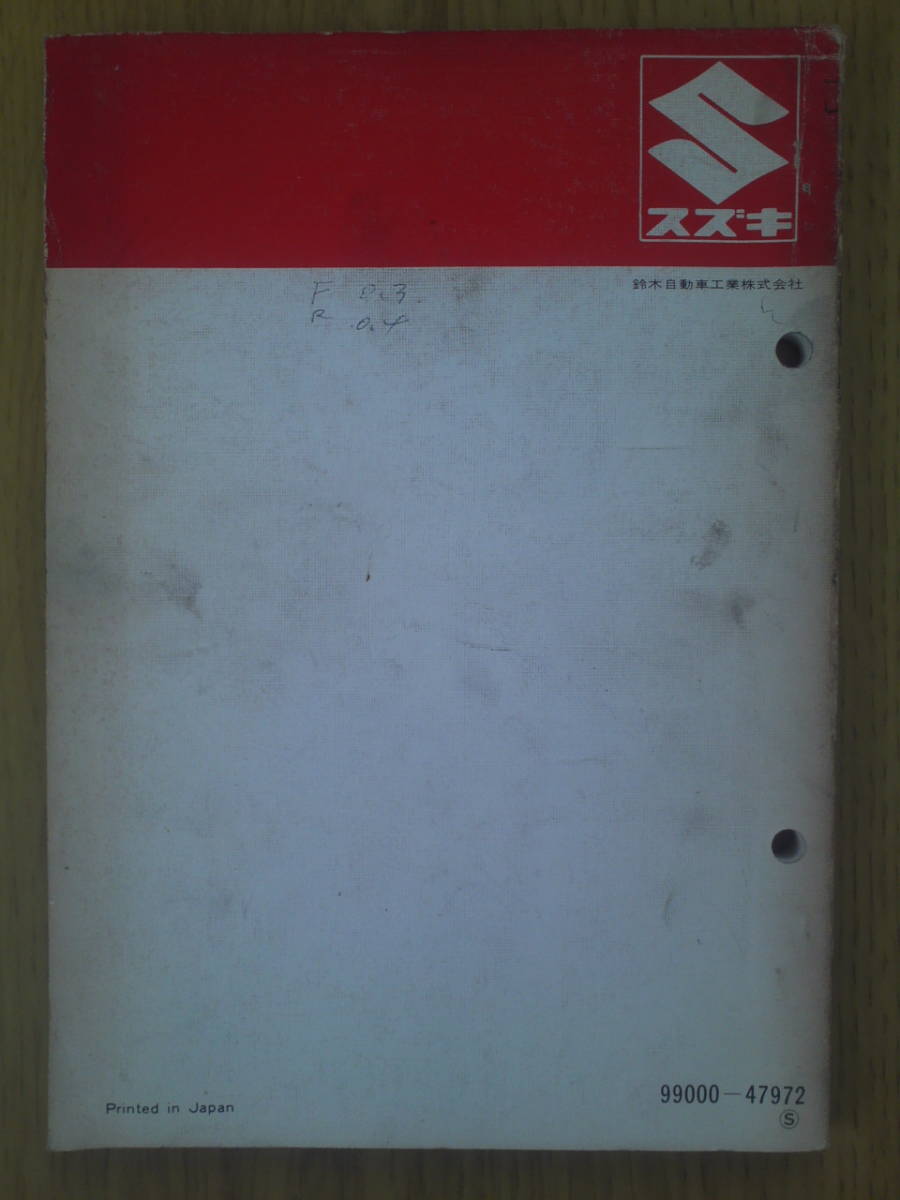 スズキ
鈴木自動車工業株式会社
F 0.3
R 0.4
Printed in Japan
99000-47972
S